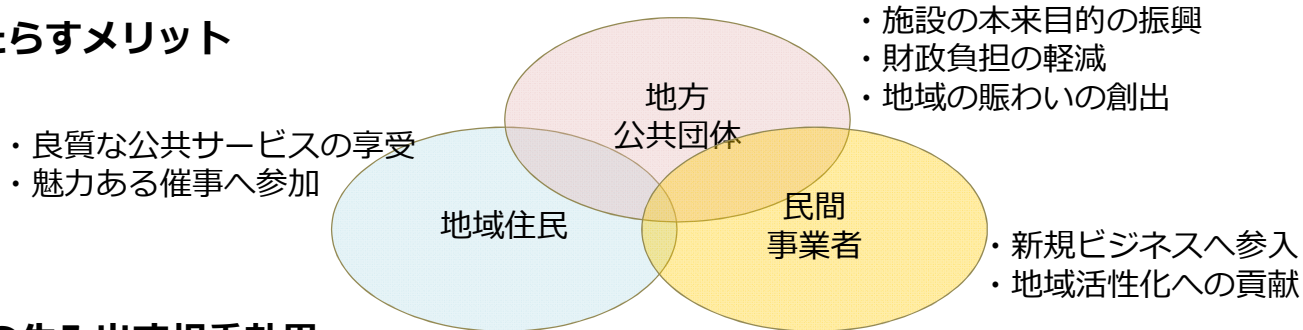 たらすメリット
・施設の本来目的の振興
・財政負担の軽減
・地域の賑わいの創出
地方
公共団体
・良質な公共サービスの享受
・魅力ある催事へ参加
地域住民
民間
事業者
・新規ビジネスへ参入
・地域活性化への貢献